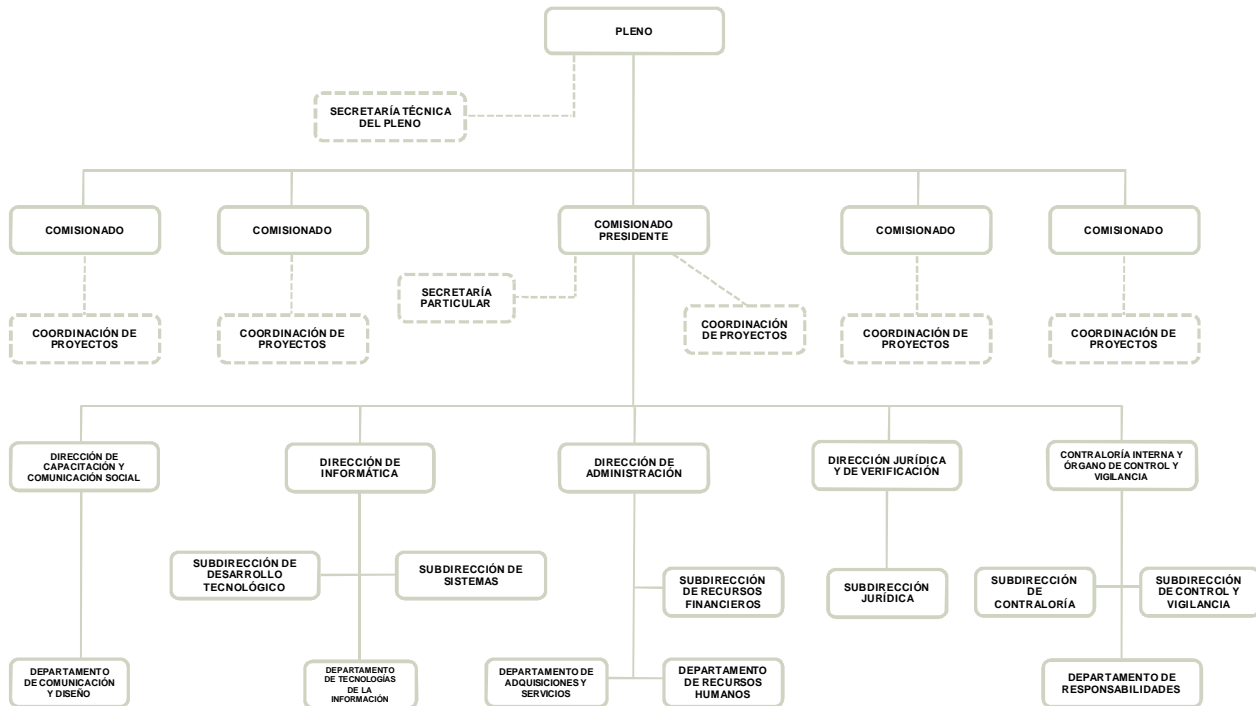 PLENO
SECRETARÍA TÉCNICA
DEL PLENO
COMISIONADO
COMISIONADO
COMISIONADO
PRESIDENTE
COMISIONADO
COMISIONADO
SECRETARÍA
PARTICULAR
COORDINACIÓN
DE PROYECTOS
COORDINACIÓN DE
PROYECTOS
COORDINACIÓN DE
PROYECTOS
COORDINACIÓN DE
PROYECTOS
COORDINACIÓN DE
PROYECTOS
DIRECCIÓN DE
CAPACITACIÓN Y
COMUNICACIÓN SOCIAL
DIRECCIÓN DE
INFORMÁTICA
DIRECCIÓN DE
ADMINISTRACIÓN
DIRECCIÓN JURÍDICA
Y DE VERIFICACIÓN
CONTRALORÍA INTERNA Y
ÓRGANO DE CONTROL Y
VIGILANCIA
SUBDIRECCIÓN DE
DESARROLLO
TECNOLÓGICO
SUBDIRECCIÓN DE
SISTEMAS
SUBDIRECCIÓN
DE RECURSOS
FINANCIEROS
SUBDIRECCIÓN
JURÍDICA
SUBDIRECCIÓN
DE
CONTRALORÍA
SUBDIRECCIÓN
DE CONTROL Y
VIGILANCIA
DEPARTAMENTO
DE COMUNICACIÓN
Y DISEÑO
DEPARTAMENTO
DE TECNOLOGÍAS
DE LA
INFORMACIÓN
DEPARTAMENTO DE
ADQUISICIONES Y
SERVICIOS
DEPARTAMENTO
DE RECURSOS
HUMANOS
DEPARTAMENTO DE
RESPONSABILIDADES